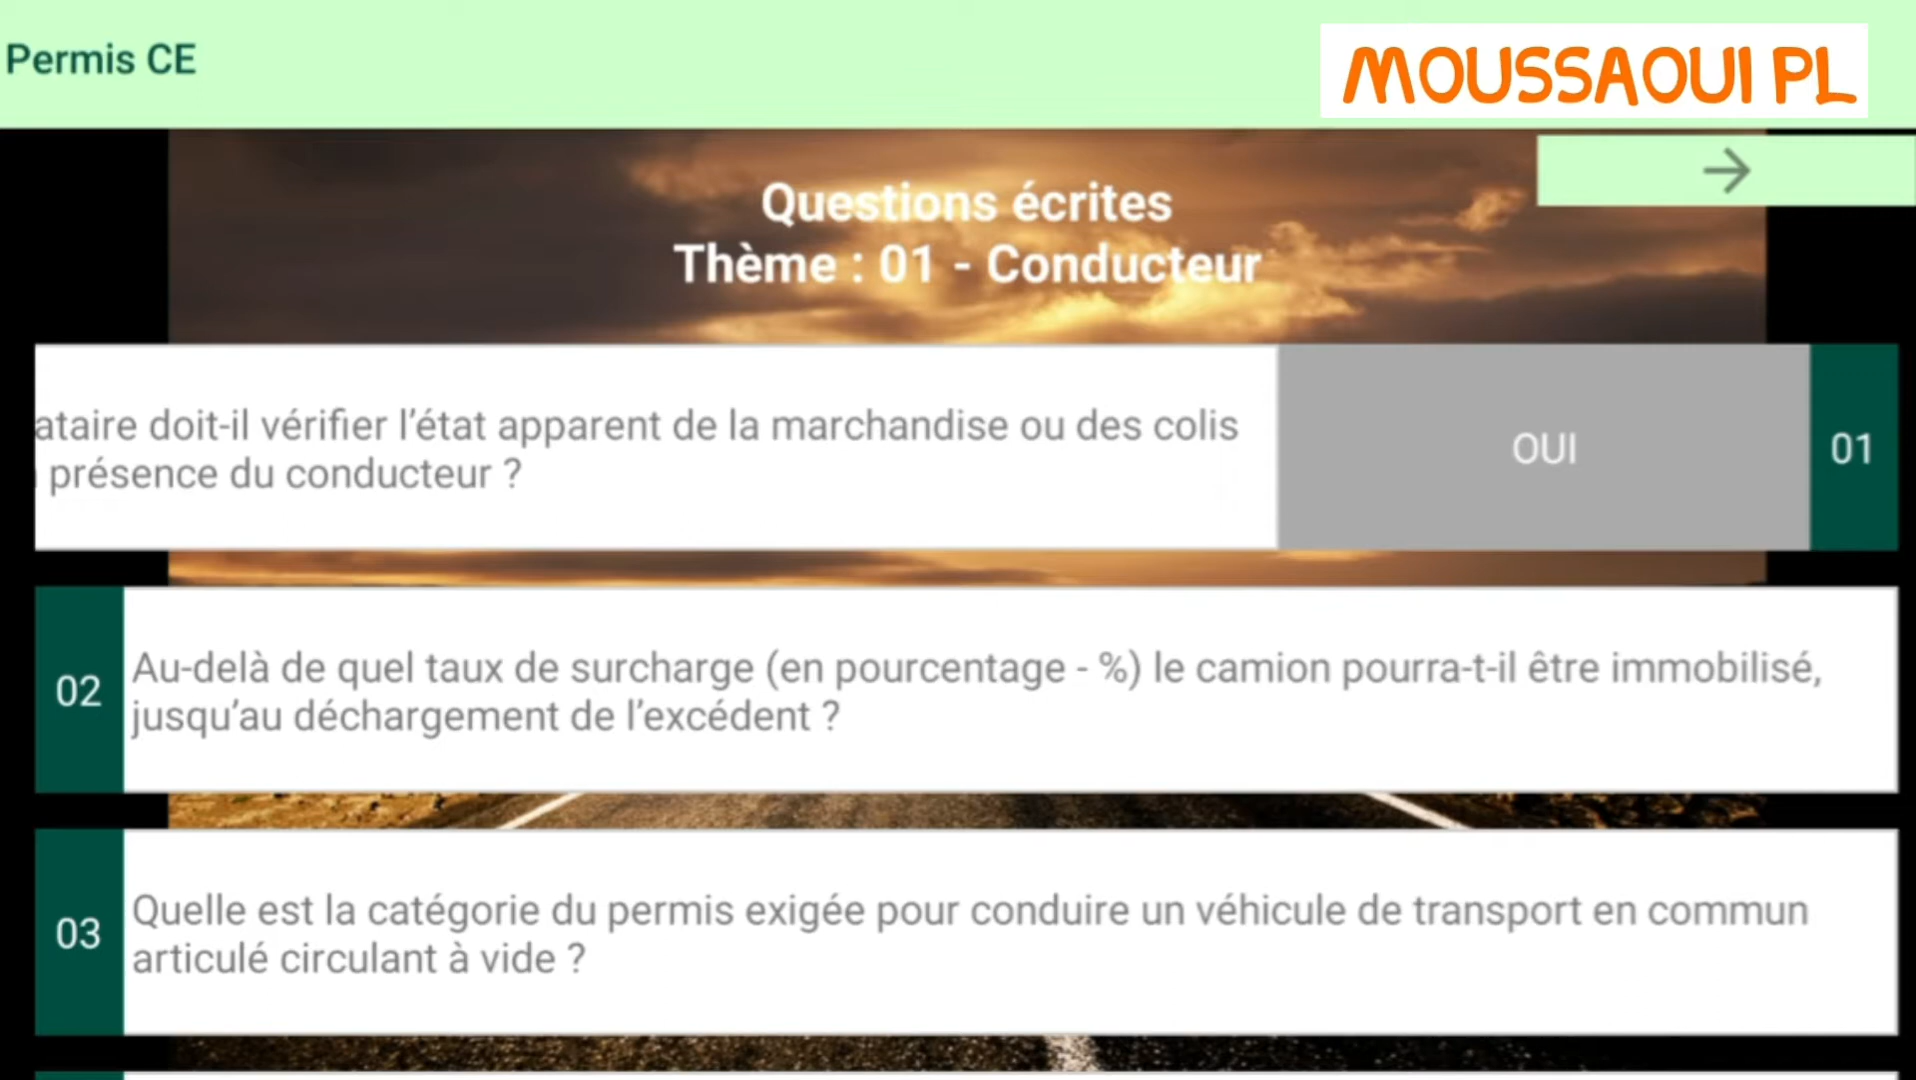 Permis CE
MOUSSAOUI PL
→
Questions écrites
Thème : 01 - Conducteur
ataire doit-il vérifier l’état apparent de la marchandise ou des colis
présence du conducteur ?
OUI
01
02
Au-delà de quel taux de surcharge (en pourcentage - %) le camion pourra-t-il être immobilisé,
jusqu’au déchargement de l’excédent ?
03
Quelle est la catégorie du permis exigée pour conduire un véhicule de transport en commun
articulé circulant à vide ?